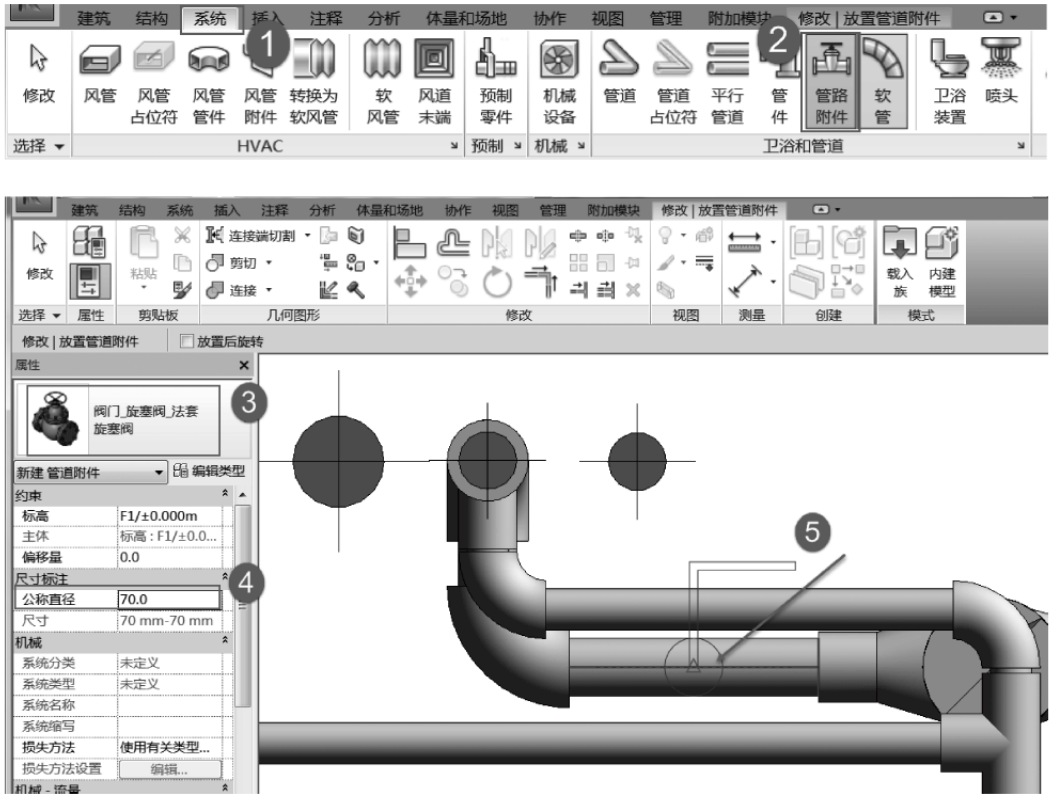 建筑 结构 系统 插入 注释 分析 体量和场地 协作 视图 管理 附加模块 修改 | 放置管道附件
1
2
修改 风管 风管占位符 风管管件 风管附件 转换为软风管 软风管 风道末端 预制零件 机械设备 管道 管道占位符 平行管道 管件 管路附件 软管 卫浴装置 喷头
选择 HVAC 预制 机械 卫浴和管道
建筑 结构 系统 插入 注释 分析 体量和场地 协作 视图 管理 附加模块 修改 | 放置管道附件
连接端切割
修改 粘贴 剪切 载入族 内建模型
连接
选择 属性 剪贴板 几何图形 修改 视图 测量 创建 模式
修改 | 放置管道附件 放置后旋转
属性
3
阀门_旋塞阀_法套
旋塞阀
新建 管道附件 编辑类型
约束
标高 F1/±0.000m
主体 标高 : F1/±0.0...
偏移量 0.0
尺寸标注
4
公称直径 70.0
尺寸 70 mm-70 mm
机械
系统分类 未定义
系统类型 未定义
系统名称
系统缩写
损失方法 使用有关类型...
损失方法设置 编辑...
机械 - 流量
5